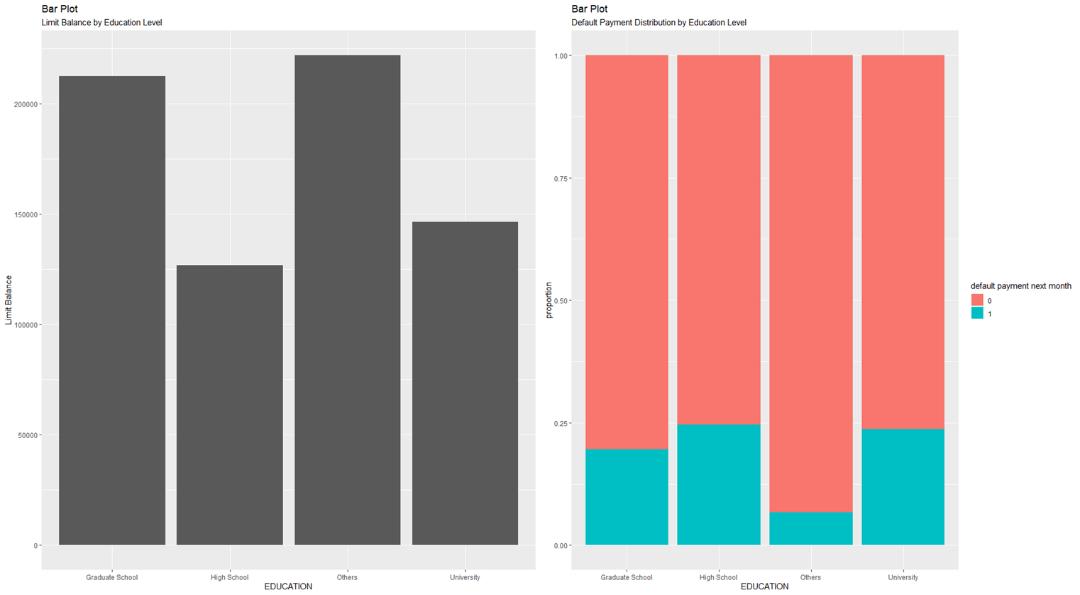 Bar Plot
Limit Balance by Education Level
Limit Balance
200000
150000
100000
50000
0
Graduate School
High School
Others
University
EDUCATION
Bar Plot
Default Payment Distribution by Education Level
proportion
1.00
0.75
0.50
0.25
0.00
Graduate School
High School
Others
University
EDUCATION
default payment next month
0
1